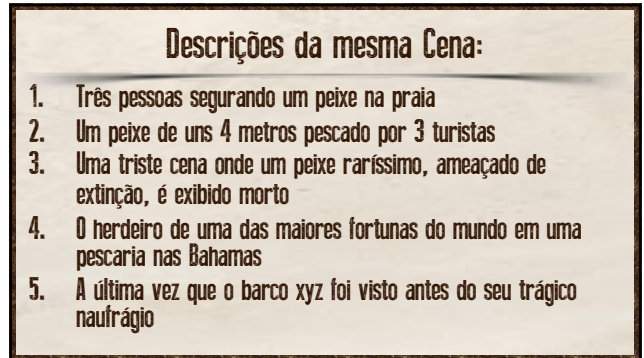 Descrições da mesma Cena:
1. Três pessoas segurando um peixe na praia
2. Um peixe de uns 4 metros pescado por 3 turistas
3. Uma triste cena onde um peixe raríssimo, ameaçado de
extinção, é exibido morto
4. O herdeiro de uma das maiores fortunas do mundo em uma
pescaria nas Bahamas
5. A última vez que o barco xyz foi visto antes do seu trágico
naufrágio